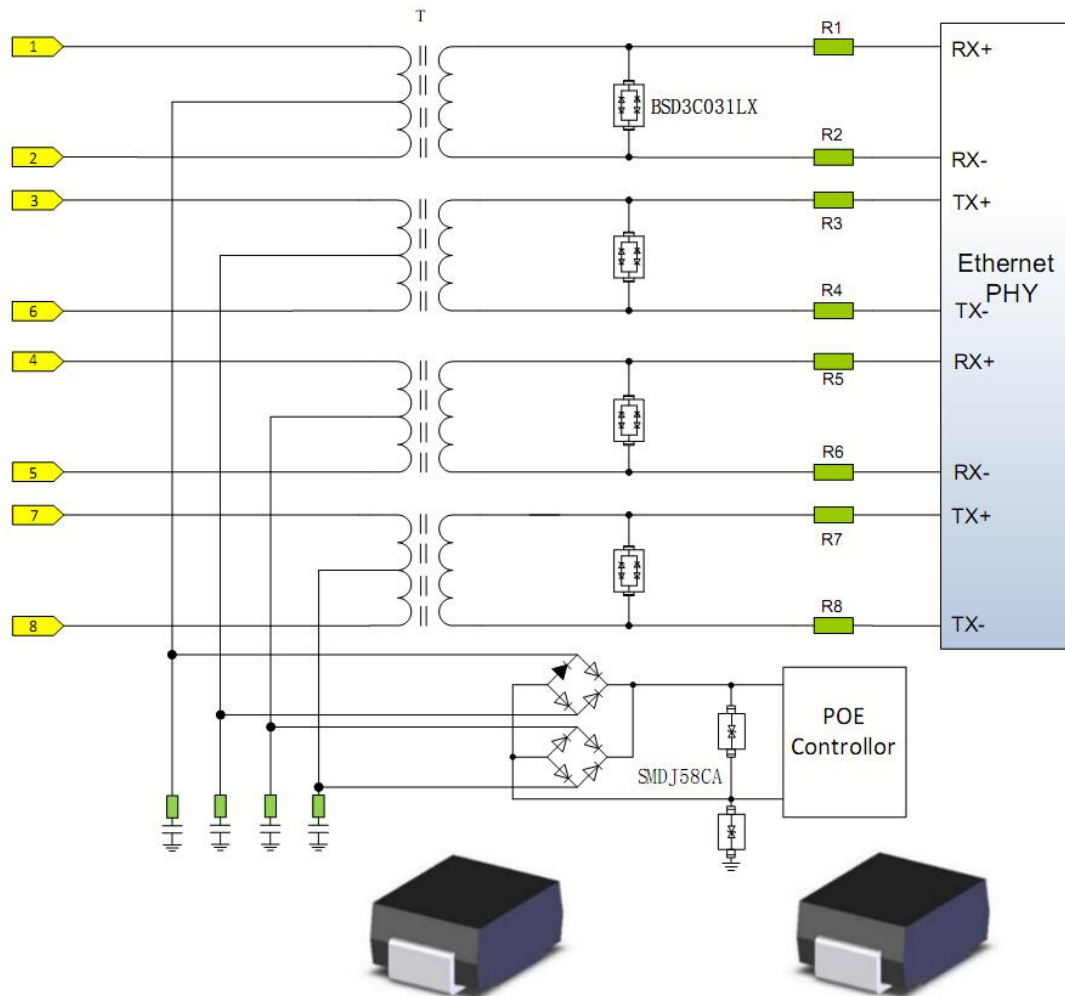 T
1
R1
RX+
BSD3C031LX
R2
2
RX-
3
TX+
R3
Ethernet
PHY
R4
6
TX-
4
RX+
R5
R6
5
RX-
7
TX+
R7
R8
8
TX-
POE
Controllor
SMDJ58CA